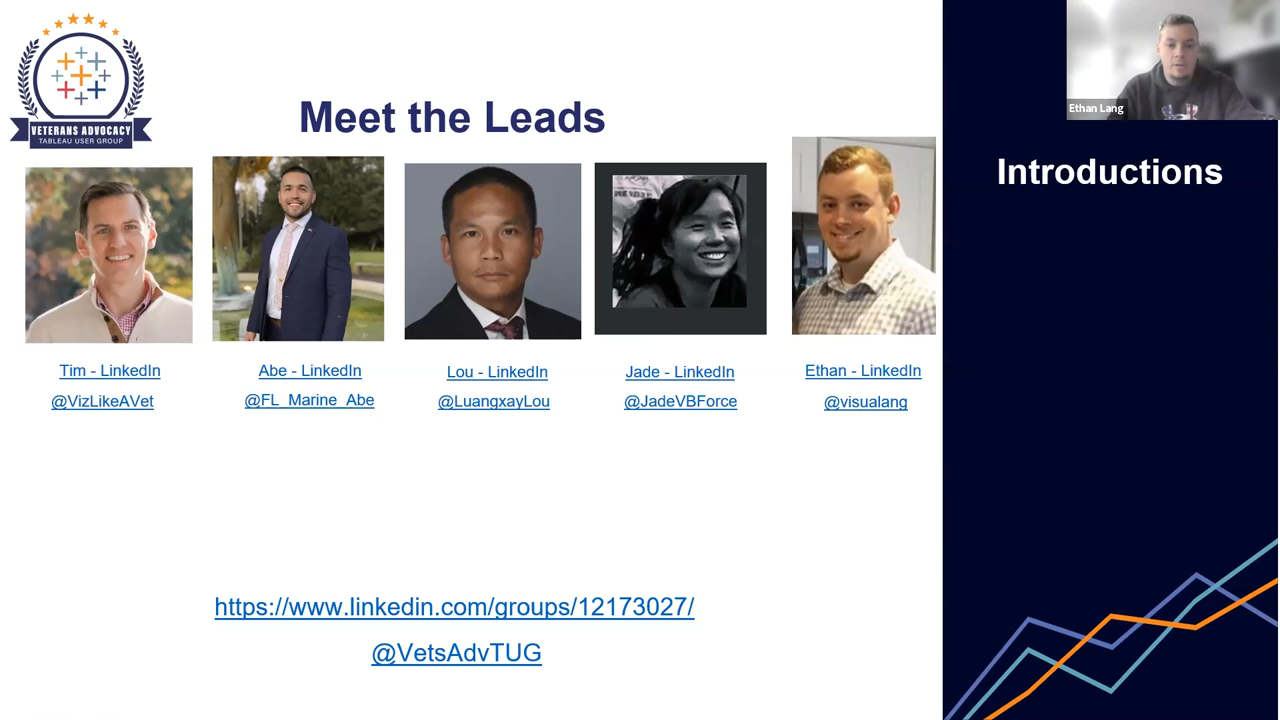 VETERANS ADVOCACY
TABLEAU USER GROUP
Meet the Leads
Ethan Lang
Introductions
Tim - LinkedIn
@VizLikeAVet
Abe - LinkedIn
@FL_Marine_Abe
Lou - LinkedIn
@LuangxayLou
Jade - LinkedIn
@JadeVBForce
Ethan - LinkedIn
@visualang
https://www.linkedin.com/groups/12173027/
@VetsAdvTUG